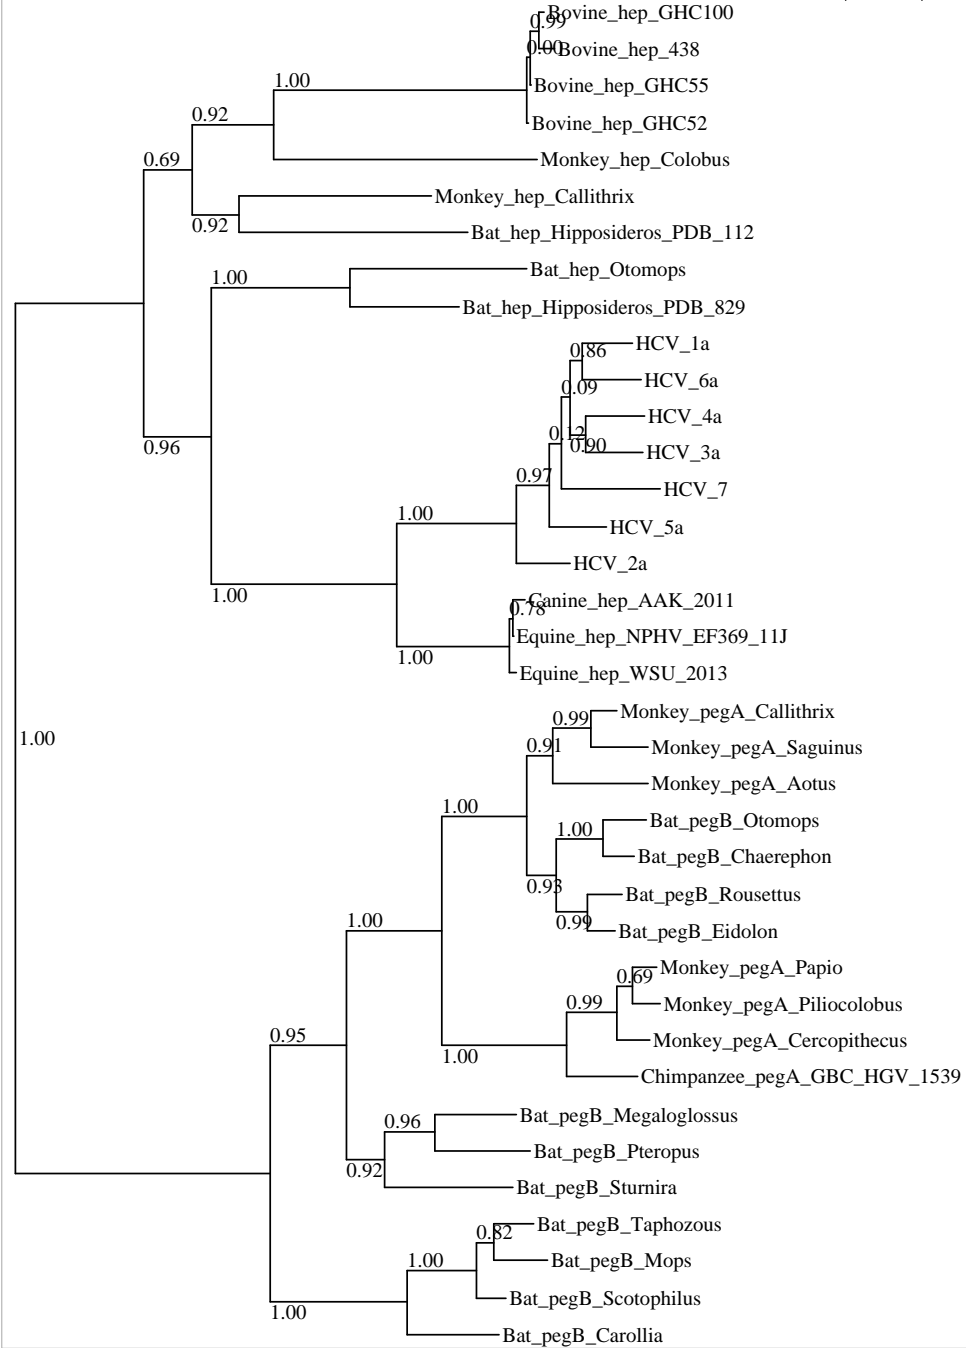 Bovine_hep_GHC100
0.99
0.00
Bovine_hep_438
1.00
Bovine_hep_GHC55
0.92
Bovine_hep_GHC52
0.69
Monkey_hep_Colobus
Monkey_hep_Callithrix
0.92
Bat_hep_Hipposideros_PDB_112
1.00
Bat_hep_Otomops
Bat_hep_Hipposideros_PDB_829
HCV_1a
0.86
HCV_6a
0.09
HCV_4a
0.12
0.90
HCV_3a
0.96
0.97
HCV_7
1.00
HCV_5a
HCV_2a
1.00
Canine_hep_AAK_2011
0.78
Equine_hep_NPHV_EF369_11J
1.00
Equine_hep_WSU_2013
Monkey_pegA_Callithrix
0.99
1.00
0.91
Monkey_pegA_Saguinus
Monkey_pegA_Aotus
1.00
Bat_pegB_Otomops
1.00
Bat_pegB_Chaerephon
0.93
Bat_pegB_Rousettus
1.00
0.99
Bat_pegB_Eidolon
Monkey_pegA_Papio
0.69
0.99
Monkey_pegA_Piliocolobus
0.95
Monkey_pegA_Cercopithecus
1.00
Chimpanzee_pegA_GBC_HGV_1539
0.96
Bat_pegB_Megaloglossus
Bat_pegB_Pteropus
0.92
Bat_pegB_Sturnira
Bat_pegB_Taphozous
0.82
1.00
Bat_pegB_Mops
Bat_pegB_Scotophilus
1.00
Bat_pegB_Carollia